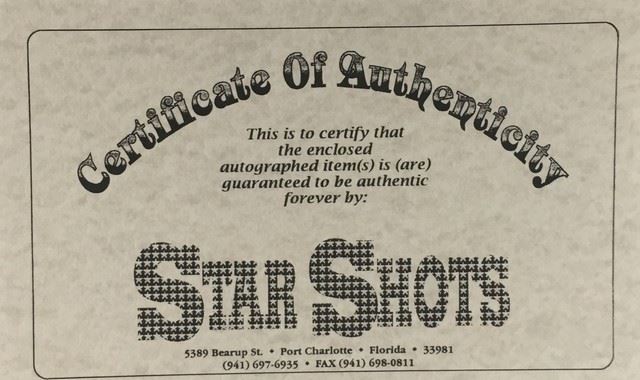 Certificate Of Authenticity
This is to certify that
the enclosed
autographed item(s) is (are)
guaranteed to be authentic
forever by:
STAR SHOTS
5389 Bearup St. • Port Charlotte • Florida • 33981
(941) 697-6935 • FAX (941) 698-0811